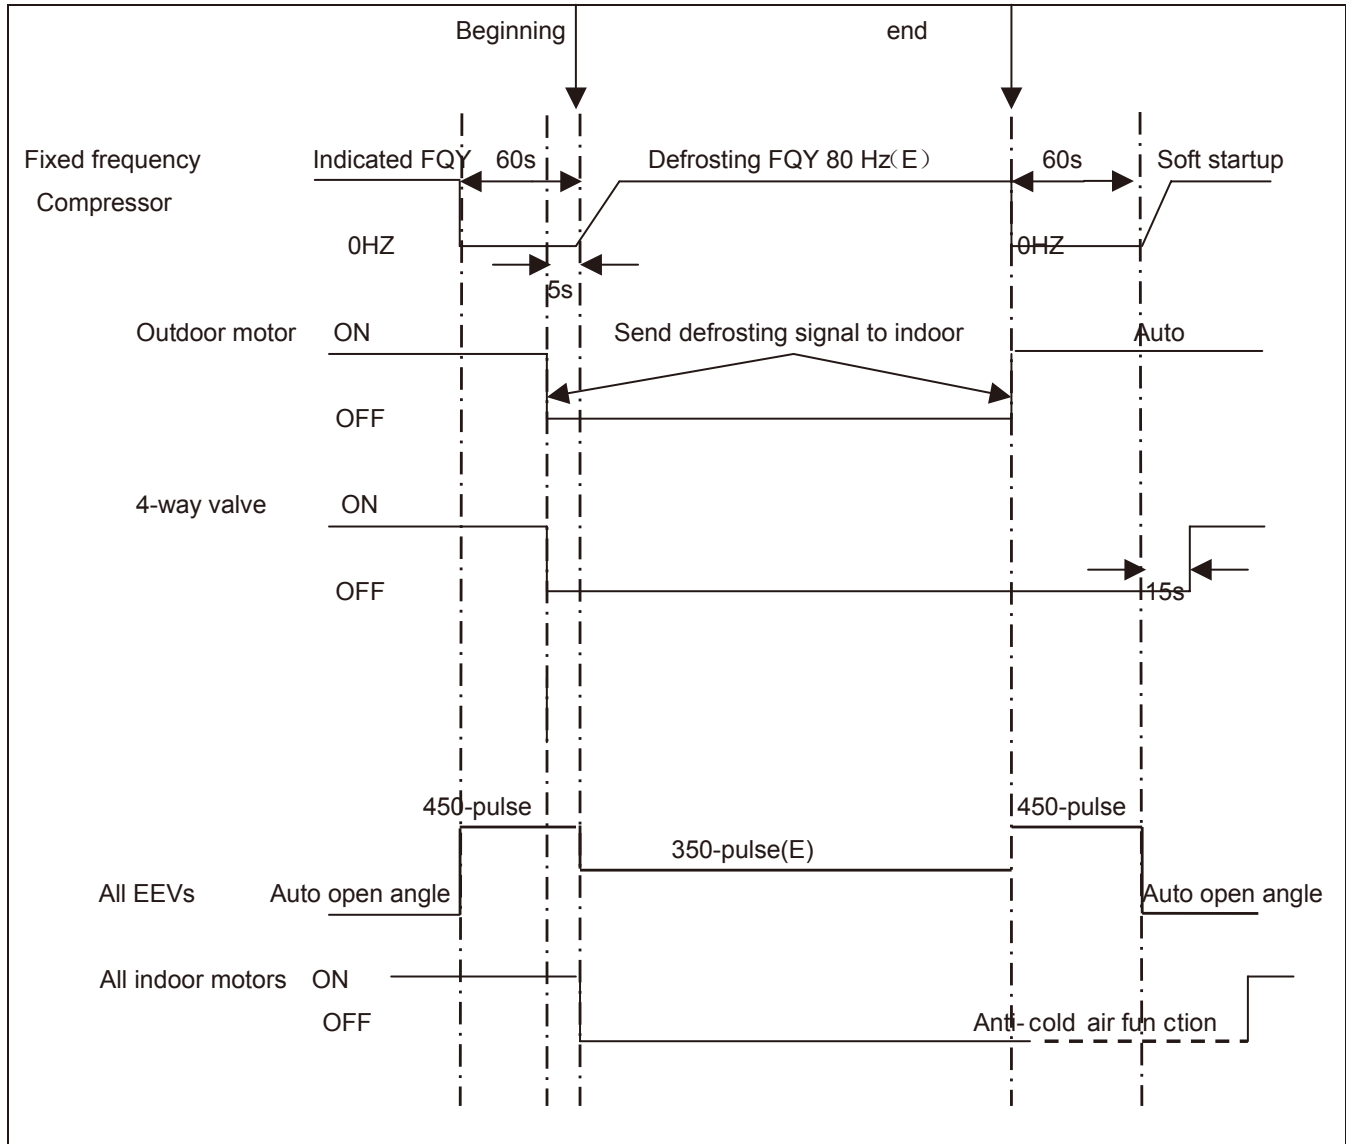 Beginning end
Fixed frequency Indicated FQY 60s Defrosting FQY 80 Hz（E） 60s Soft startup
Compressor
0HZ 0HZ
5s
Outdoor motor ON Send defrosting signal to indoor Auto
OFF
4-way valve ON
OFF 15s
450-pulse 450-pulse
350-pulse(E)
All EEVs Auto open angle Auto open angle
All indoor motors ON
OFF Anti-cold air fun ction